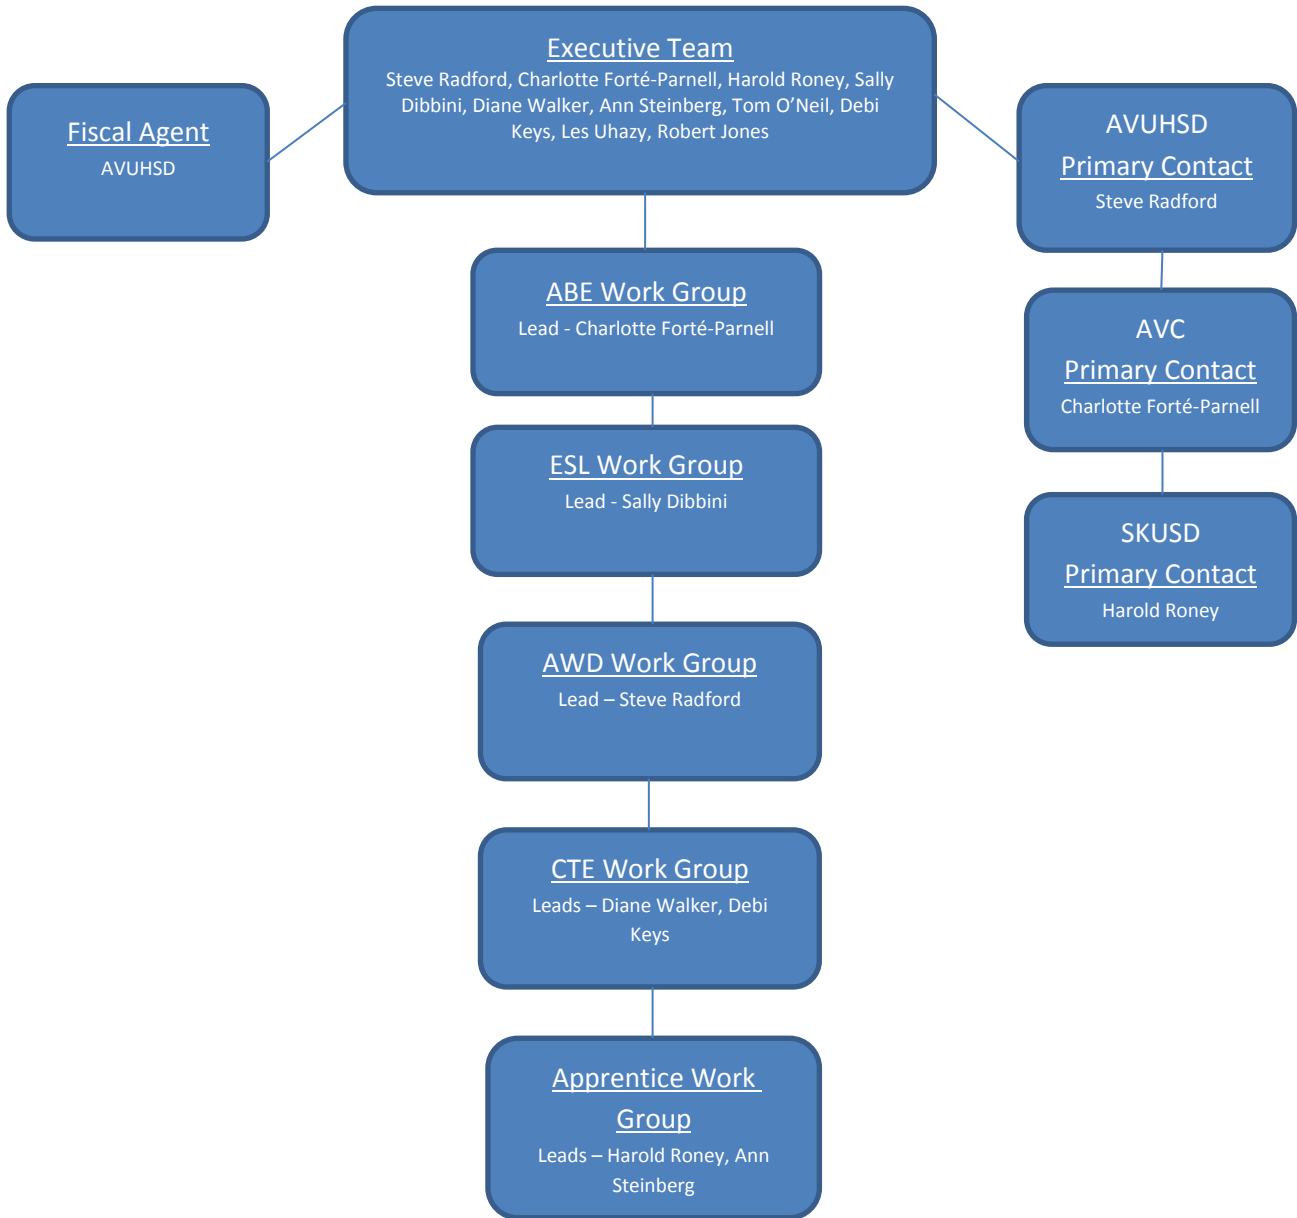 Executive Team
Steve Radford, Charlotte Forté-Parnell, Harold Roney, Sally
Dibbini, Diane Walker, Ann Steinberg, Tom O’Neil, Debi
Keys, Les Uhazy, Robert Jones
Fiscal Agent
AVUHSD
AVUHSD
Primary Contact
Steve Radford
ABE Work Group
Lead - Charlotte Forté-Parnell
AVC
Primary Contact
Charlotte Forté-Parnell
ESL Work Group
Lead - Sally Dibbini
SKUSD
Primary Contact
Harold Roney
AWD Work Group
Lead – Steve Radford
CTE Work Group
Leads – Diane Walker, Debi
Keys
Apprentice Work
Group
Leads – Harold Roney, Ann
Steinberg